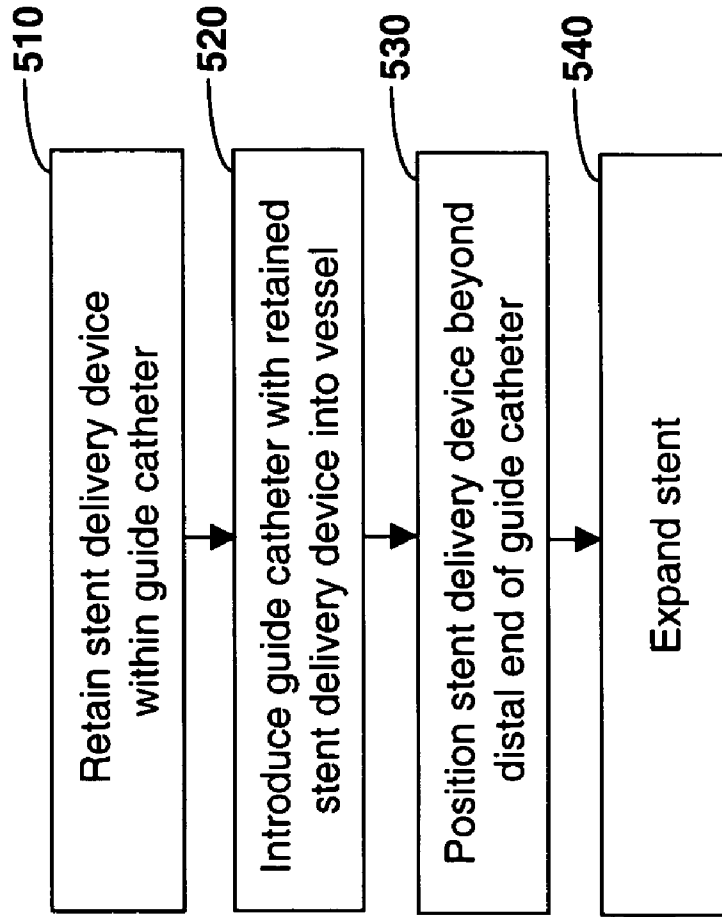 510
Retain stent delivery device
within guide catheter
520
Introduce guide catheter with retained
stent delivery device into vessel
530
Position stent delivery device beyond
distal end of guide catheter
540
Expand stent